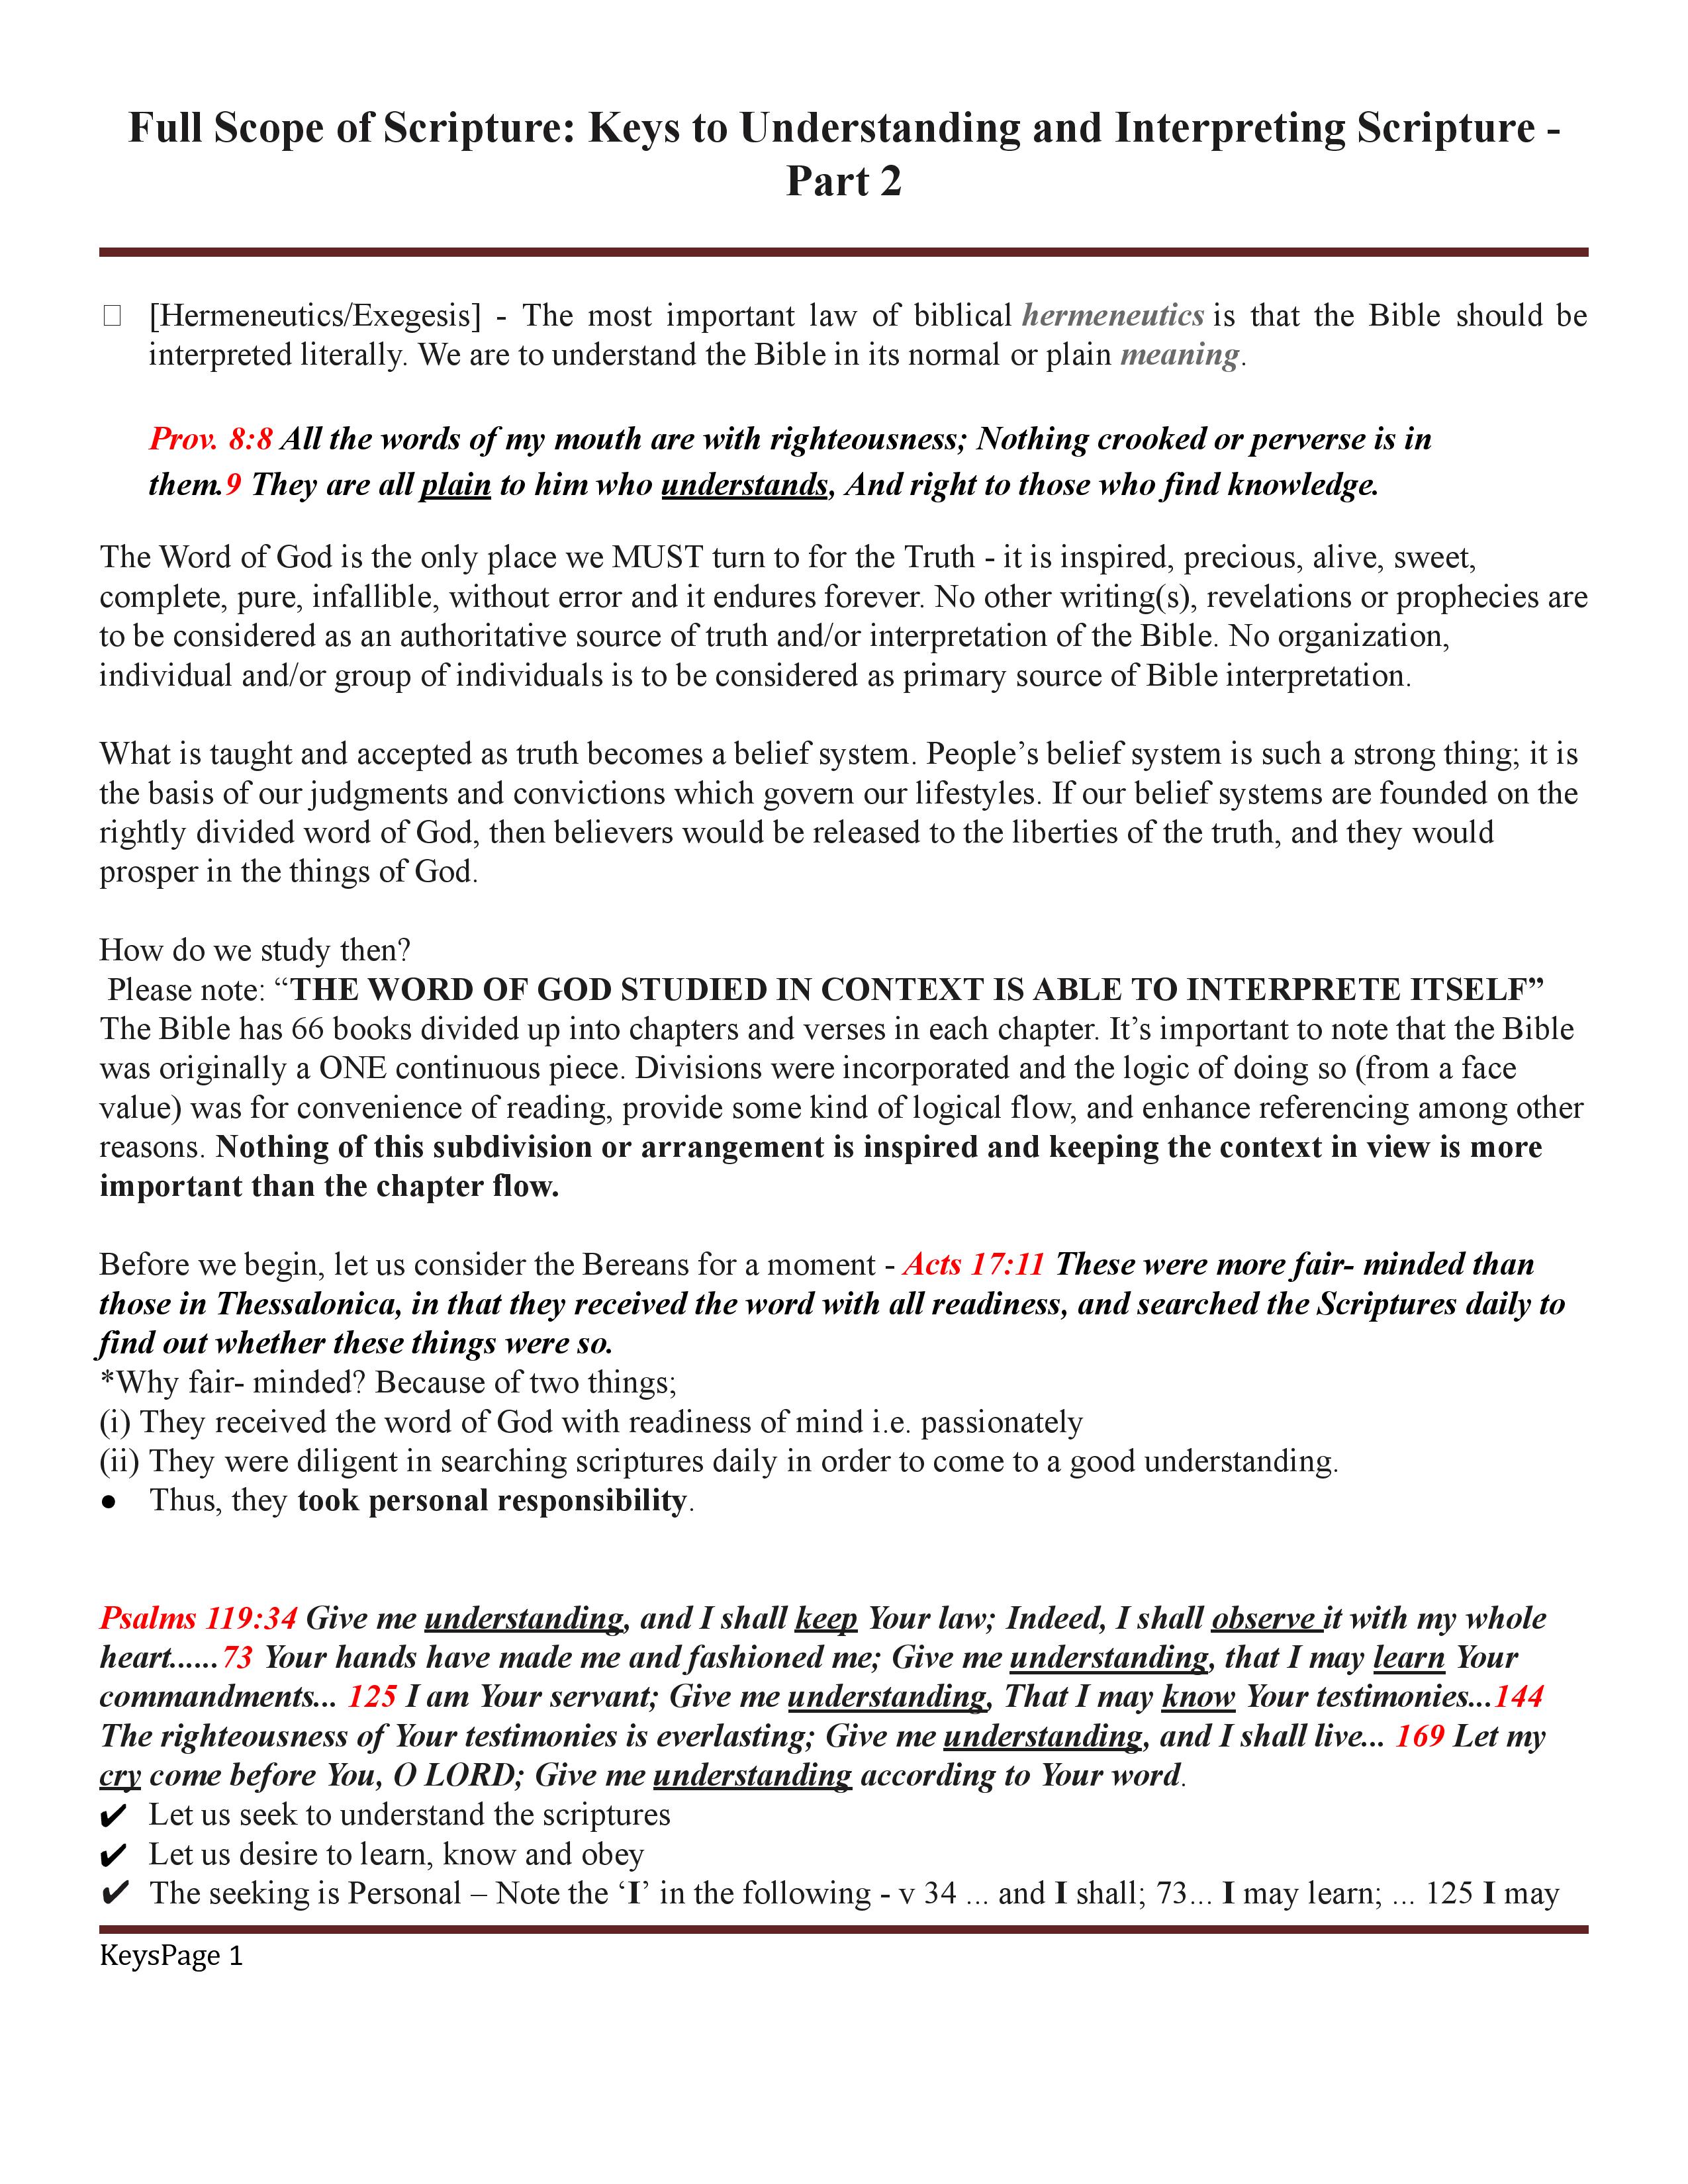 Full Scope of Scripture: Keys to Understanding and Interpreting Scripture -
Part 2
[Hermeneutics/Exegesis] - The most important law of biblical hermeneutics is that the Bible should be
interpreted literally. We are to understand the Bible in its normal or plain meaning.
Prov. 8:8 All the words of my mouth are with righteousness; Nothing crooked or perverse is in
them.9 They are all plain to him who understands, And right to those who find knowledge.
The Word of God is the only place we MUST turn to for the Truth - it is inspired, precious, alive, sweet,
complete, pure, infallible, without error and it endures forever. No other writing(s), revelations or prophecies are
to be considered as an authoritative source of truth and/or interpretation of the Bible. No organization,
individual and/or group of individuals is to be considered as primary source of Bible interpretation.
What is taught and accepted as truth becomes a belief system. People’s belief system is such a strong thing; it is
the basis of our judgments and convictions which govern our lifestyles. If our belief systems are founded on the
rightly divided word of God, then believers would be released to the liberties of the truth, and they would
prosper in the things of God.
How do we study then?
Please note: “THE WORD OF GOD STUDIED IN CONTEXT IS ABLE TO INTERPRETE ITSELF”
The Bible has 66 books divided up into chapters and verses in each chapter. It’s important to note that the Bible
was originally a ONE continuous piece. Divisions were incorporated and the logic of doing so (from a face
value) was for convenience of reading, provide some kind of logical flow, and enhance referencing among other
reasons. Nothing of this subdivision or arrangement is inspired and keeping the context in view is more
important than the chapter flow.
Before we begin, let us consider the Bereans for a moment - Acts 17:11 These were more fair- minded than
those in Thessalonica, in that they received the word with all readiness, and searched the Scriptures daily to
find out whether these things were so.
*Why fair- minded? Because of two things;
(i) They received the word of God with readiness of mind i.e. passionately
(ii) They were diligent in searching scriptures daily in order to come to a good understanding.
● Thus, they took personal responsibility.
Psalms 119:34 Give me understanding, and I shall keep Your law; Indeed, I shall observe it with my whole
heart......73 Your hands have made me and fashioned me; Give me understanding, that I may learn Your
commandments... 125 I am Your servant; Give me understanding, That I may know Your testimonies...144
The righteousness of Your testimonies is everlasting; Give me understanding, and I shall live... 169 Let my
cry come before You, O LORD; Give me understanding according to Your word.
✔ Let us seek to understand the scriptures
✔ Let us desire to learn, know and obey
✔ The seeking is Personal – Note the ‘I’ in the following - v 34 ... and I shall; 73... I may learn; ... 125 I may
KeysPage 1